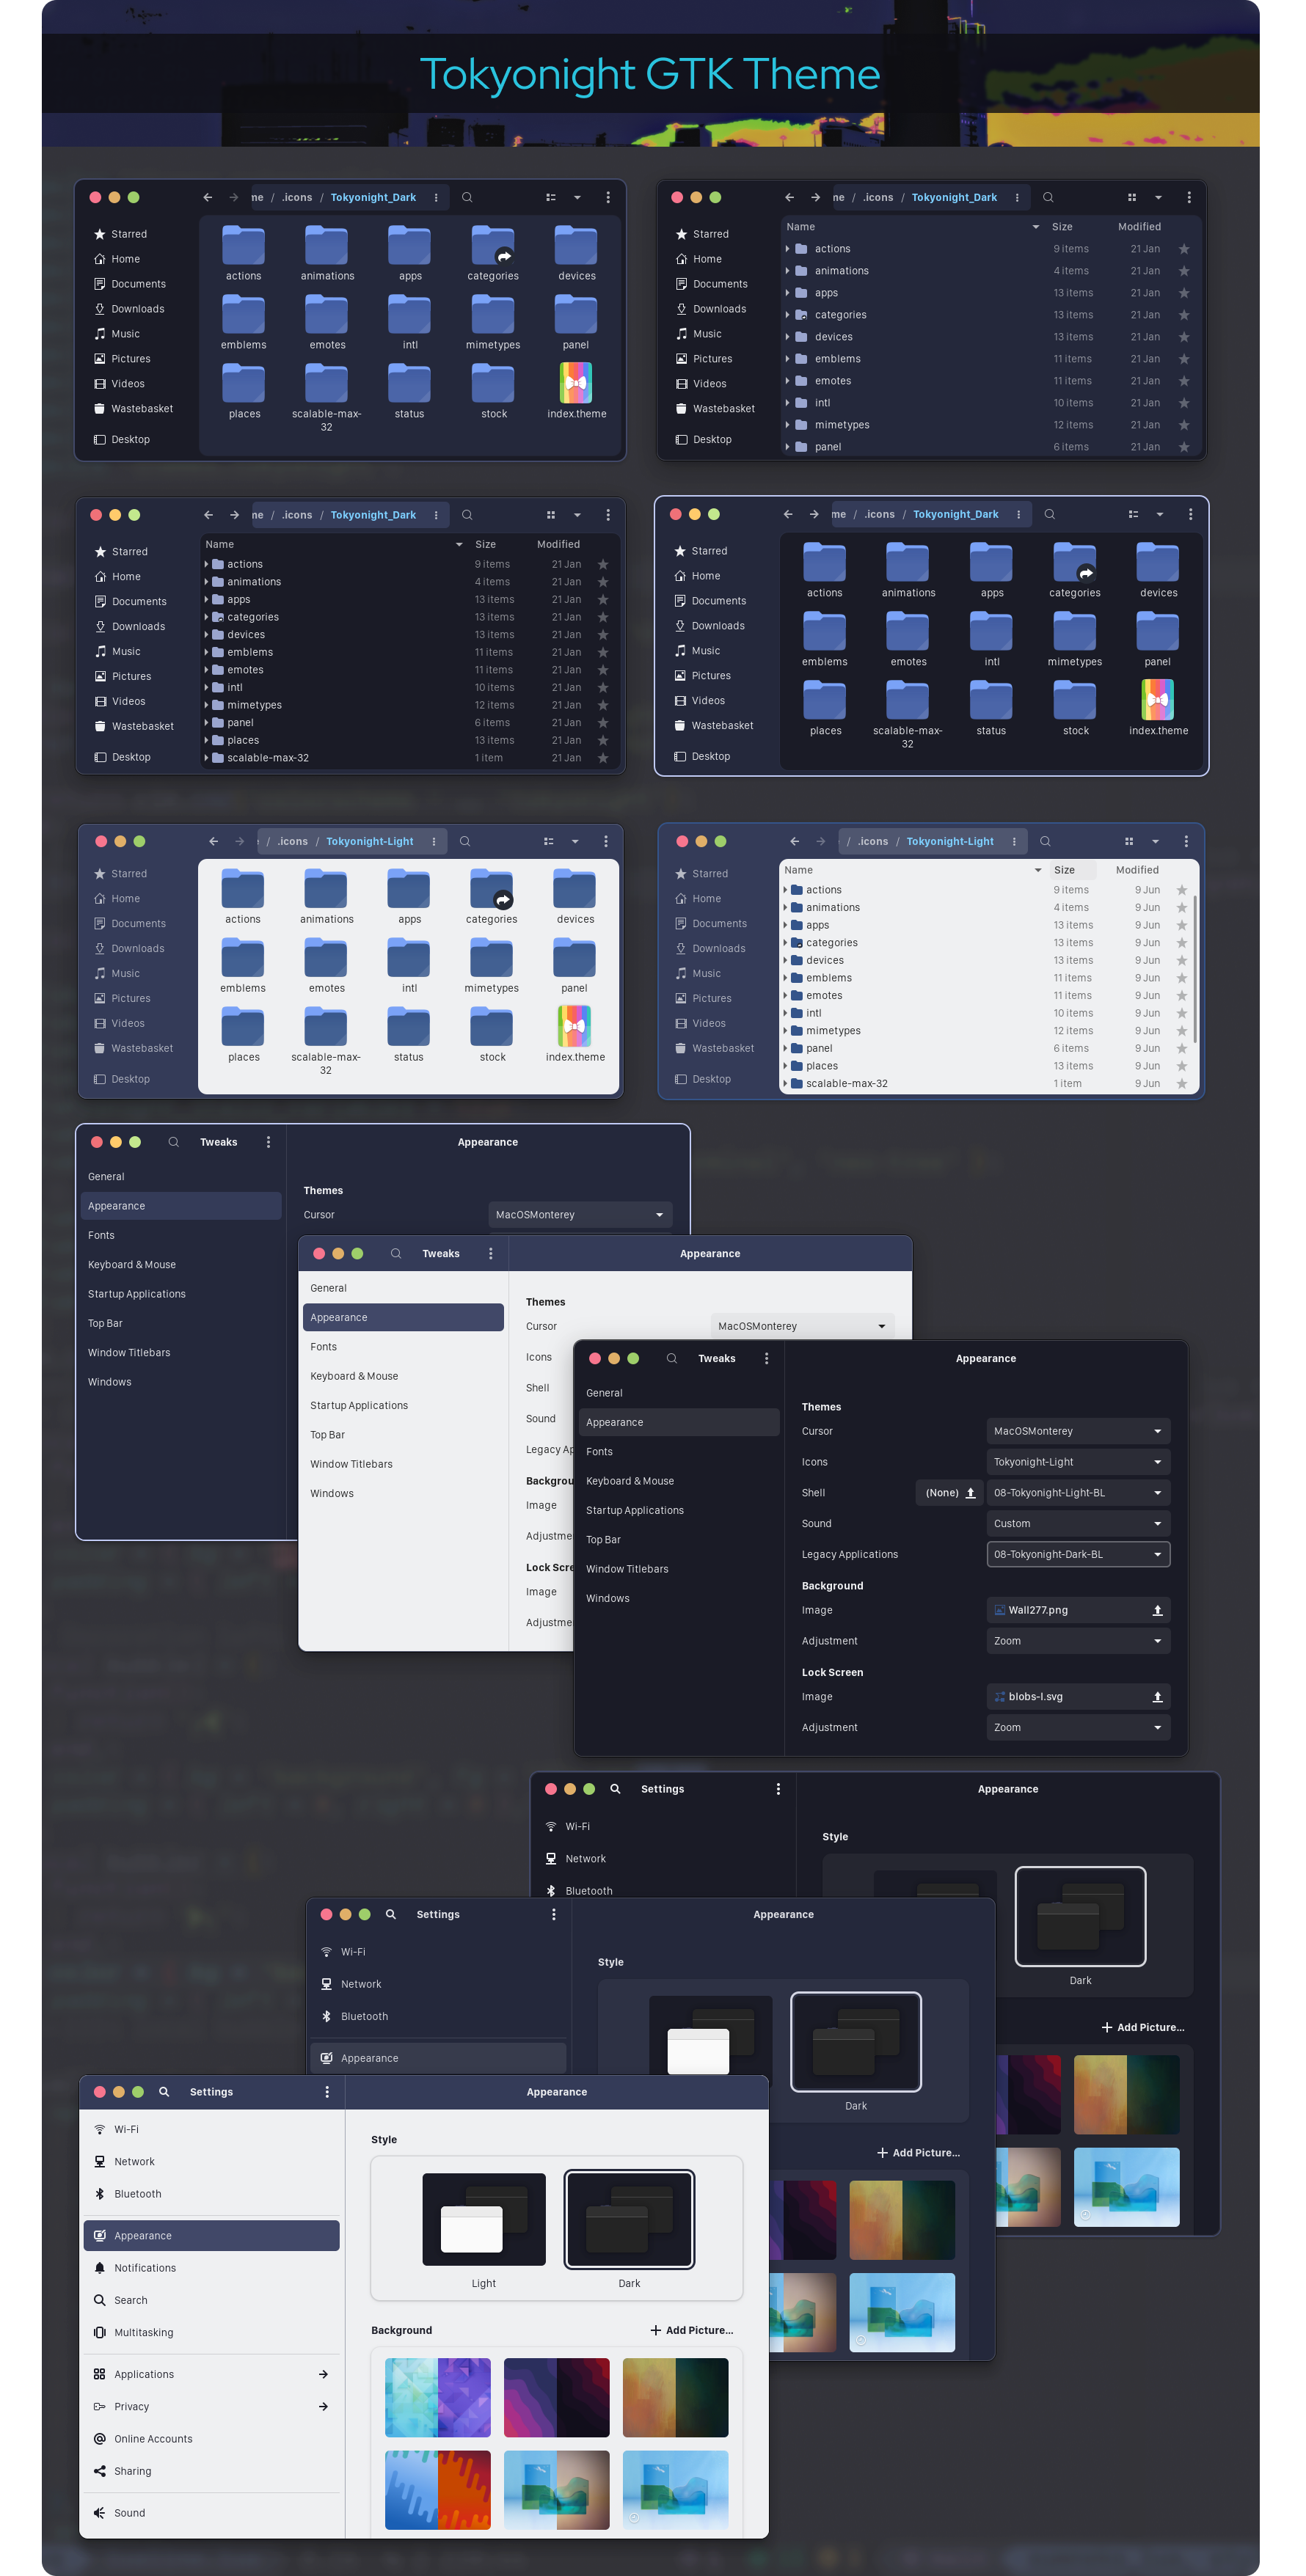 Tokyonight GTK Theme
me / .icons / Tokyonight_Dark
Starred
Home
Documents
Downloads
Music
Pictures
Videos
Wastebasket
Desktop
actions animations apps categories devices
emblems emotes intl mimetypes panel
places scalable-max-32 status stock index.theme
me / .icons / Tokyonight_Dark
Starred
Home
Documents
Downloads
Music
Pictures
Videos
Wastebasket
Desktop
Name Size Modified
actions 9 items 21 Jan
animations 4 items 21 Jan
apps 13 items 21 Jan
categories 13 items 21 Jan
devices 13 items 21 Jan
emblems 11 items 21 Jan
emotes 11 items 21 Jan
intl 10 items 21 Jan
mimetypes 12 items 21 Jan
panel 6 items 21 Jan
me / .icons / Tokyonight_Dark
Starred
Home
Documents
Downloads
Music
Pictures
Videos
Wastebasket
Desktop
Name Size Modified
actions 9 items 21 Jan
animations 4 items 21 Jan
apps 13 items 21 Jan
categories 13 items 21 Jan
devices 13 items 21 Jan
emblems 11 items 21 Jan
emotes 11 items 21 Jan
intl 10 items 21 Jan
mimetypes 12 items 21 Jan
panel 6 items 21 Jan
places 13 items 21 Jan
scalable-max-32 1 item 21 Jan
me / .icons / Tokyonight_Dark
Starred
Home
Documents
Downloads
Music
Pictures
Videos
Wastebasket
Desktop
actions animations apps categories devices
emblems emotes intl mimetypes panel
places scalable-max-32 status stock index.theme
/ .icons / Tokyonight-Light
Starred
Home
Documents
Downloads
Music
Pictures
Videos
Wastebasket
Desktop
actions animations apps categories devices
emblems emotes intl mimetypes panel
places scalable-max-32 status stock index.theme
/ .icons / Tokyonight-Light
Starred
Home
Documents
Downloads
Music
Pictures
Videos
Wastebasket
Desktop
Name Size Modified
actions 9 items 9 Jun
animations 4 items 9 Jun
apps 13 items 9 Jun
categories 13 items 9 Jun
devices 13 items 9 Jun
emblems 11 items 9 Jun
emotes 11 items 9 Jun
intl 10 items 9 Jun
mimetypes 12 items 9 Jun
panel 6 items 9 Jun
places 13 items 9 Jun
scalable-max-32 1 item 9 Jun
Tweaks Appearance
General
Appearance
Fonts
Keyboard & Mouse
Startup Applications
Top Bar
Window Titlebars
Windows
Themes
Cursor MacOSMonterey
Tweaks Appearance
General
Appearance
Fonts
Keyboard & Mouse
Startup Applications
Top Bar
Window Titlebars
Windows
Themes
Cursor MacOSMonterey
Icons
Shell
Sound
Legacy Ap
Backgrou
Image
Adjustme
Lock Scre
Image
Adjustme
Tweaks Appearance
General
Appearance
Fonts
Keyboard & Mouse
Startup Applications
Top Bar
Window Titlebars
Windows
Themes
Cursor MacOSMonterey
Icons Tokyonight-Light
Shell (None) 08-Tokyonight-Light-BL
Sound Custom
Legacy Applications 08-Tokyonight-Dark-BL
Background
Image Wall277.png
Adjustment Zoom
Lock Screen
Image blobs-l.svg
Adjustment Zoom
Settings Appearance
Wi-Fi
Network
Bluetooth
Style
Dark
Add Picture...
Settings Appearance
Wi-Fi
Network
Bluetooth
Appearance
Style
Dark
Add Picture...
Settings Appearance
Wi-Fi
Network
Bluetooth
Appearance
Notifications
Search
Multitasking
Applications
Privacy
Online Accounts
Sharing
Sound
Style
Light Dark
Background Add Picture...